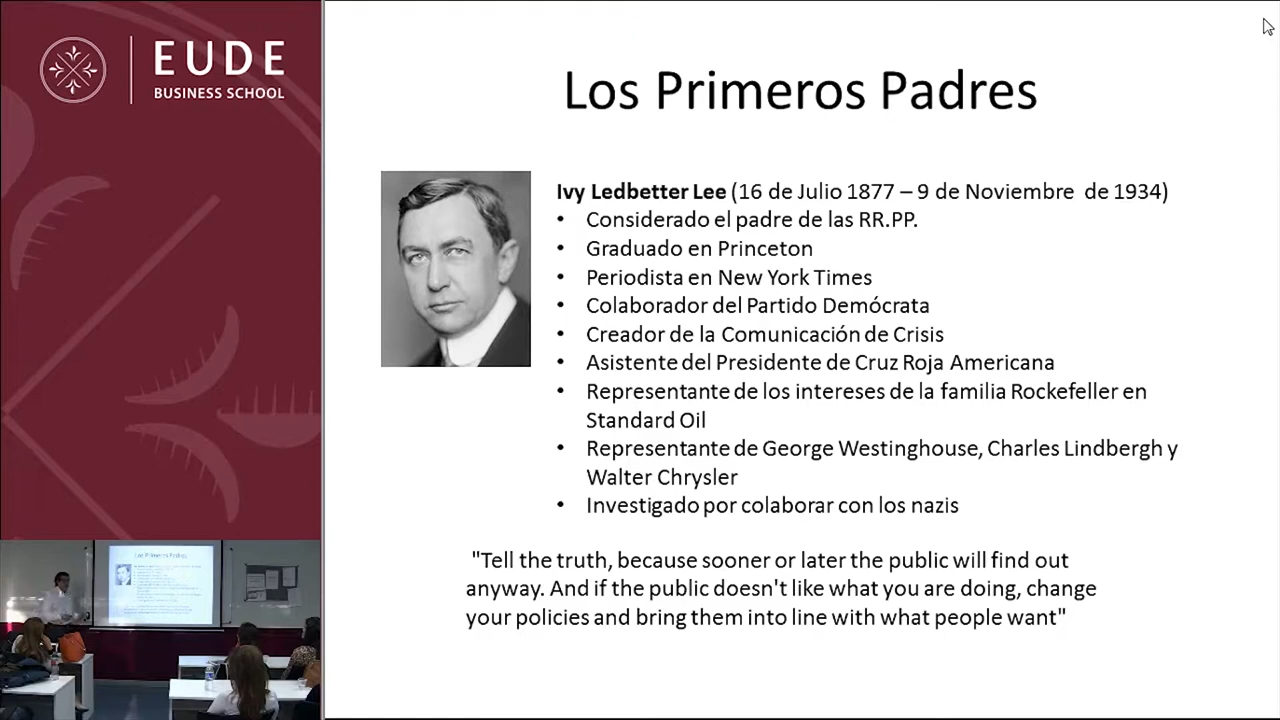 EUDE
BUSINESS SCHOOL
Los Primeros Padres
Ivy Ledbetter Lee (16 de Julio 1877 – 9 de Noviembre de 1934)
• Considerado el padre de las RR.PP.
• Graduado en Princeton
• Periodista en New York Times
• Colaborador del Partido Demócrata
• Creador de la Comunicación de Crisis
• Asistente del Presidente de Cruz Roja Americana
• Representante de los intereses de la familia Rockefeller en
Standard Oil
• Representante de George Westinghouse, Charles Lindbergh y
Walter Chrysler
• Investigado por colaborar con los nazis
"Tell the truth, because sooner or later the public will find out
anyway. And if the public doesn't like what you are doing, change
your policies and bring them into line with what people want"
Los Primeros Padres